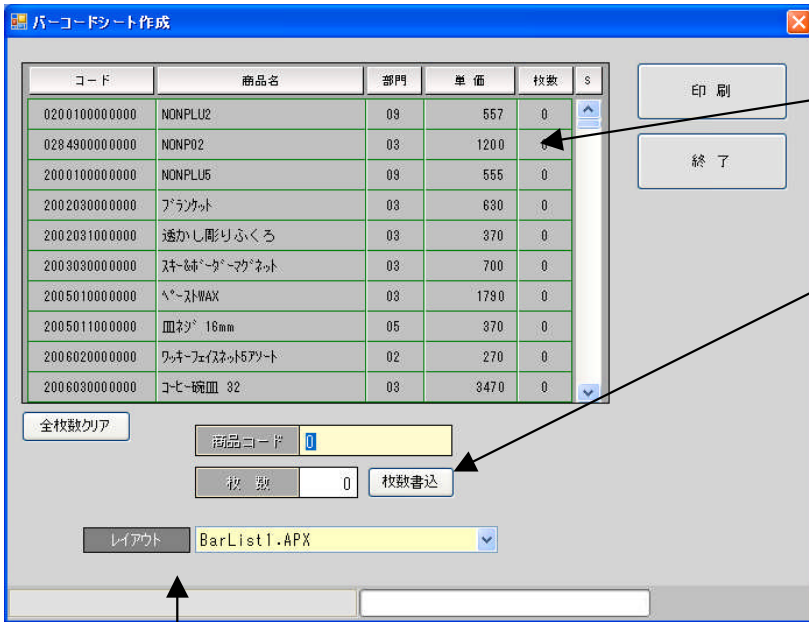 バーコードシート作成
コード 商品名 部門 単 価 枚数 S
印 刷
0200100000000 NONPLU2 09 557 0
0284900000000 NONP02 03 1200 0
終 了
2000100000000 NONPLU5 09 555 0
2002030000000 ﾌﾞﾗﾝｹｯﾄ 03 630 0
2002031000000 透かし彫りふくろ 03 370 0
2003030000000 ｽｷｰ&ﾎﾞｰﾀﾞｰﾏｸﾞﾈｯﾄ 03 700 0
2005010000000 ﾍﾟｰｽﾄWAX 03 1790 0
2005011000000 皿ﾈｼﾞ 16mm 05 370 0
2006020000000 ﾜｯｷｰﾌｪｲｽﾈｯﾄ5ｱｿｰﾄ 02 270 0
2006030000000 ｺｰﾋｰ碗皿 32 03 3470 0
全枚数ｸﾘｱ
商品コード 0
枚 数 0 枚数書込
レイアウト BarList1.APX